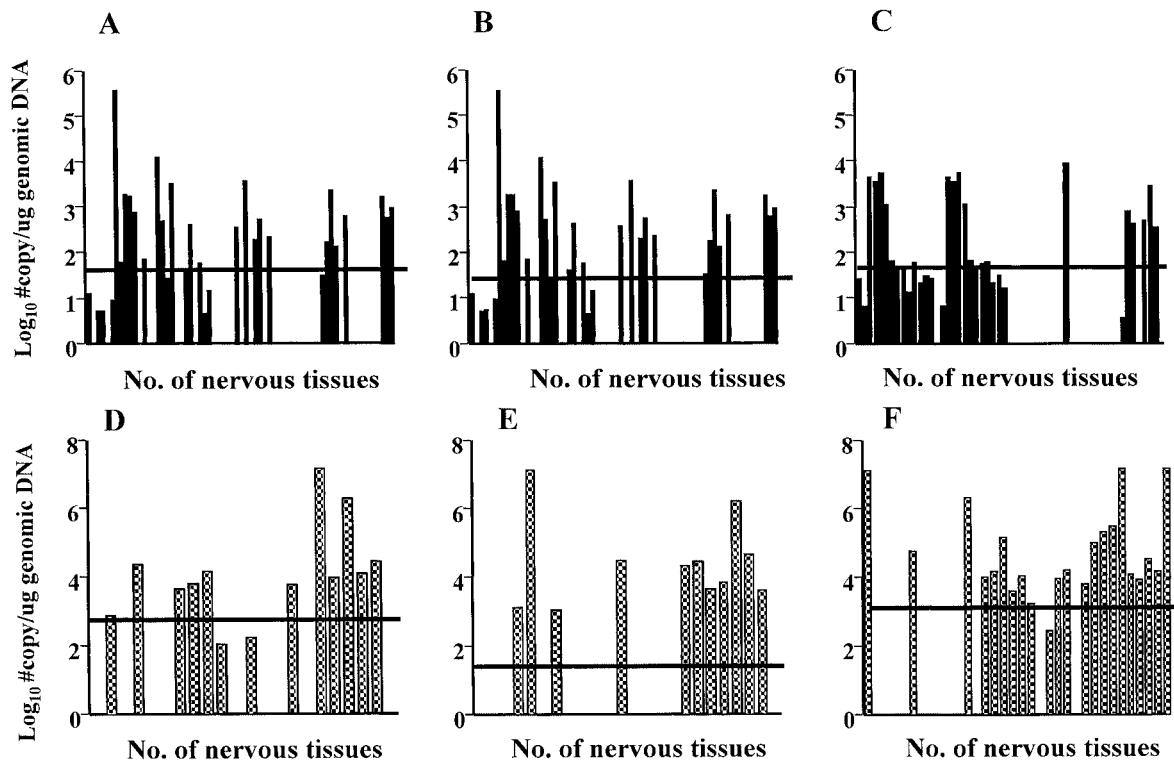 A B C
Log10 #copy/ug genomic DNA
6 6 6
5 5 5
4 4 4
3 3 3
2 2 2
1 1 1
0 0 0
No. of nervous tissues No. of nervous tissues No. of nervous tissues
D E F
Log10 #copy/ug genomic DNA
8 8 8
6 6 6
4 4 4
2 2 2
0 0 0
No. of nervous tissues No. of nervous tissues No. of nervous tissues